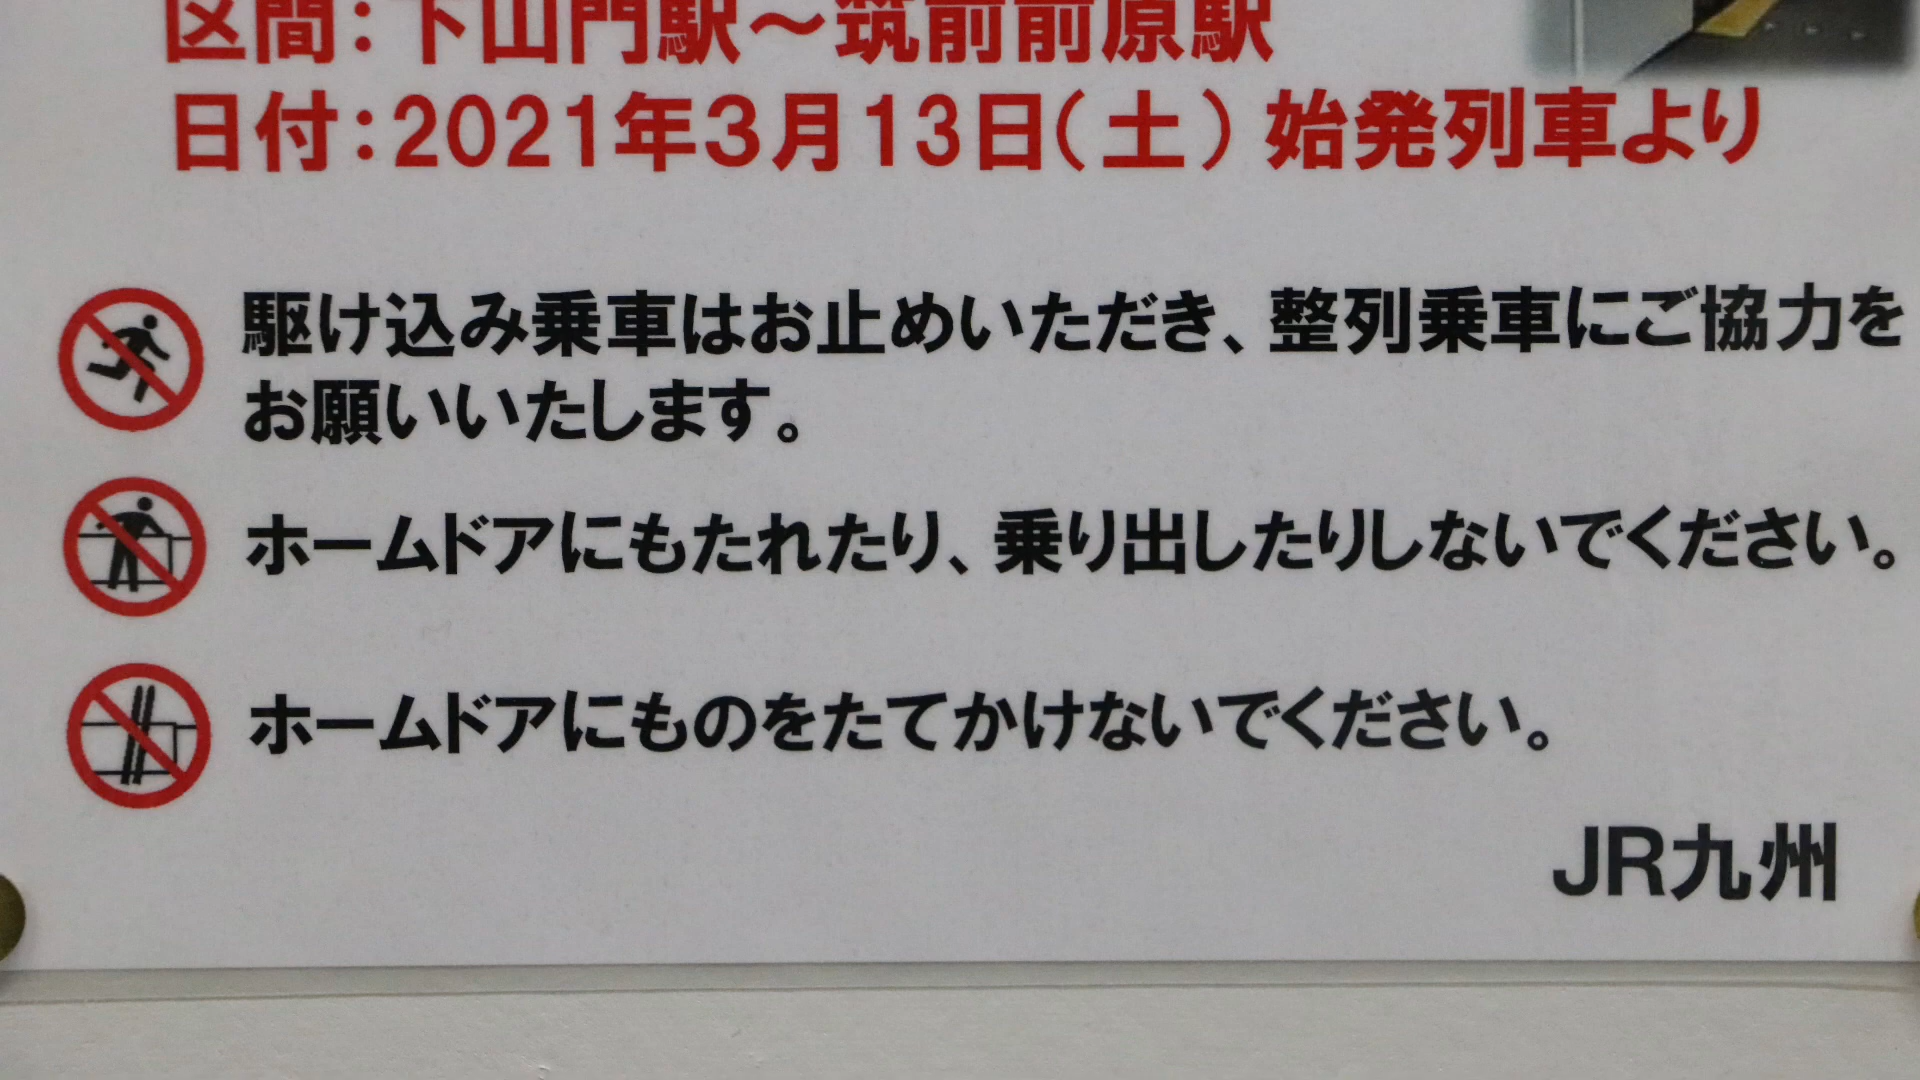 区間：下山門駅～筑前前原駅
日付：2021年3月13日（土）始発列車より
駆け込み乗車はお止めいただき、整列乗車にご協力を
お願いいたします。
ホームドアにもたれたり、乗り出したりしないでください。
ホームドアにものをたてかけないでください。
JR九州